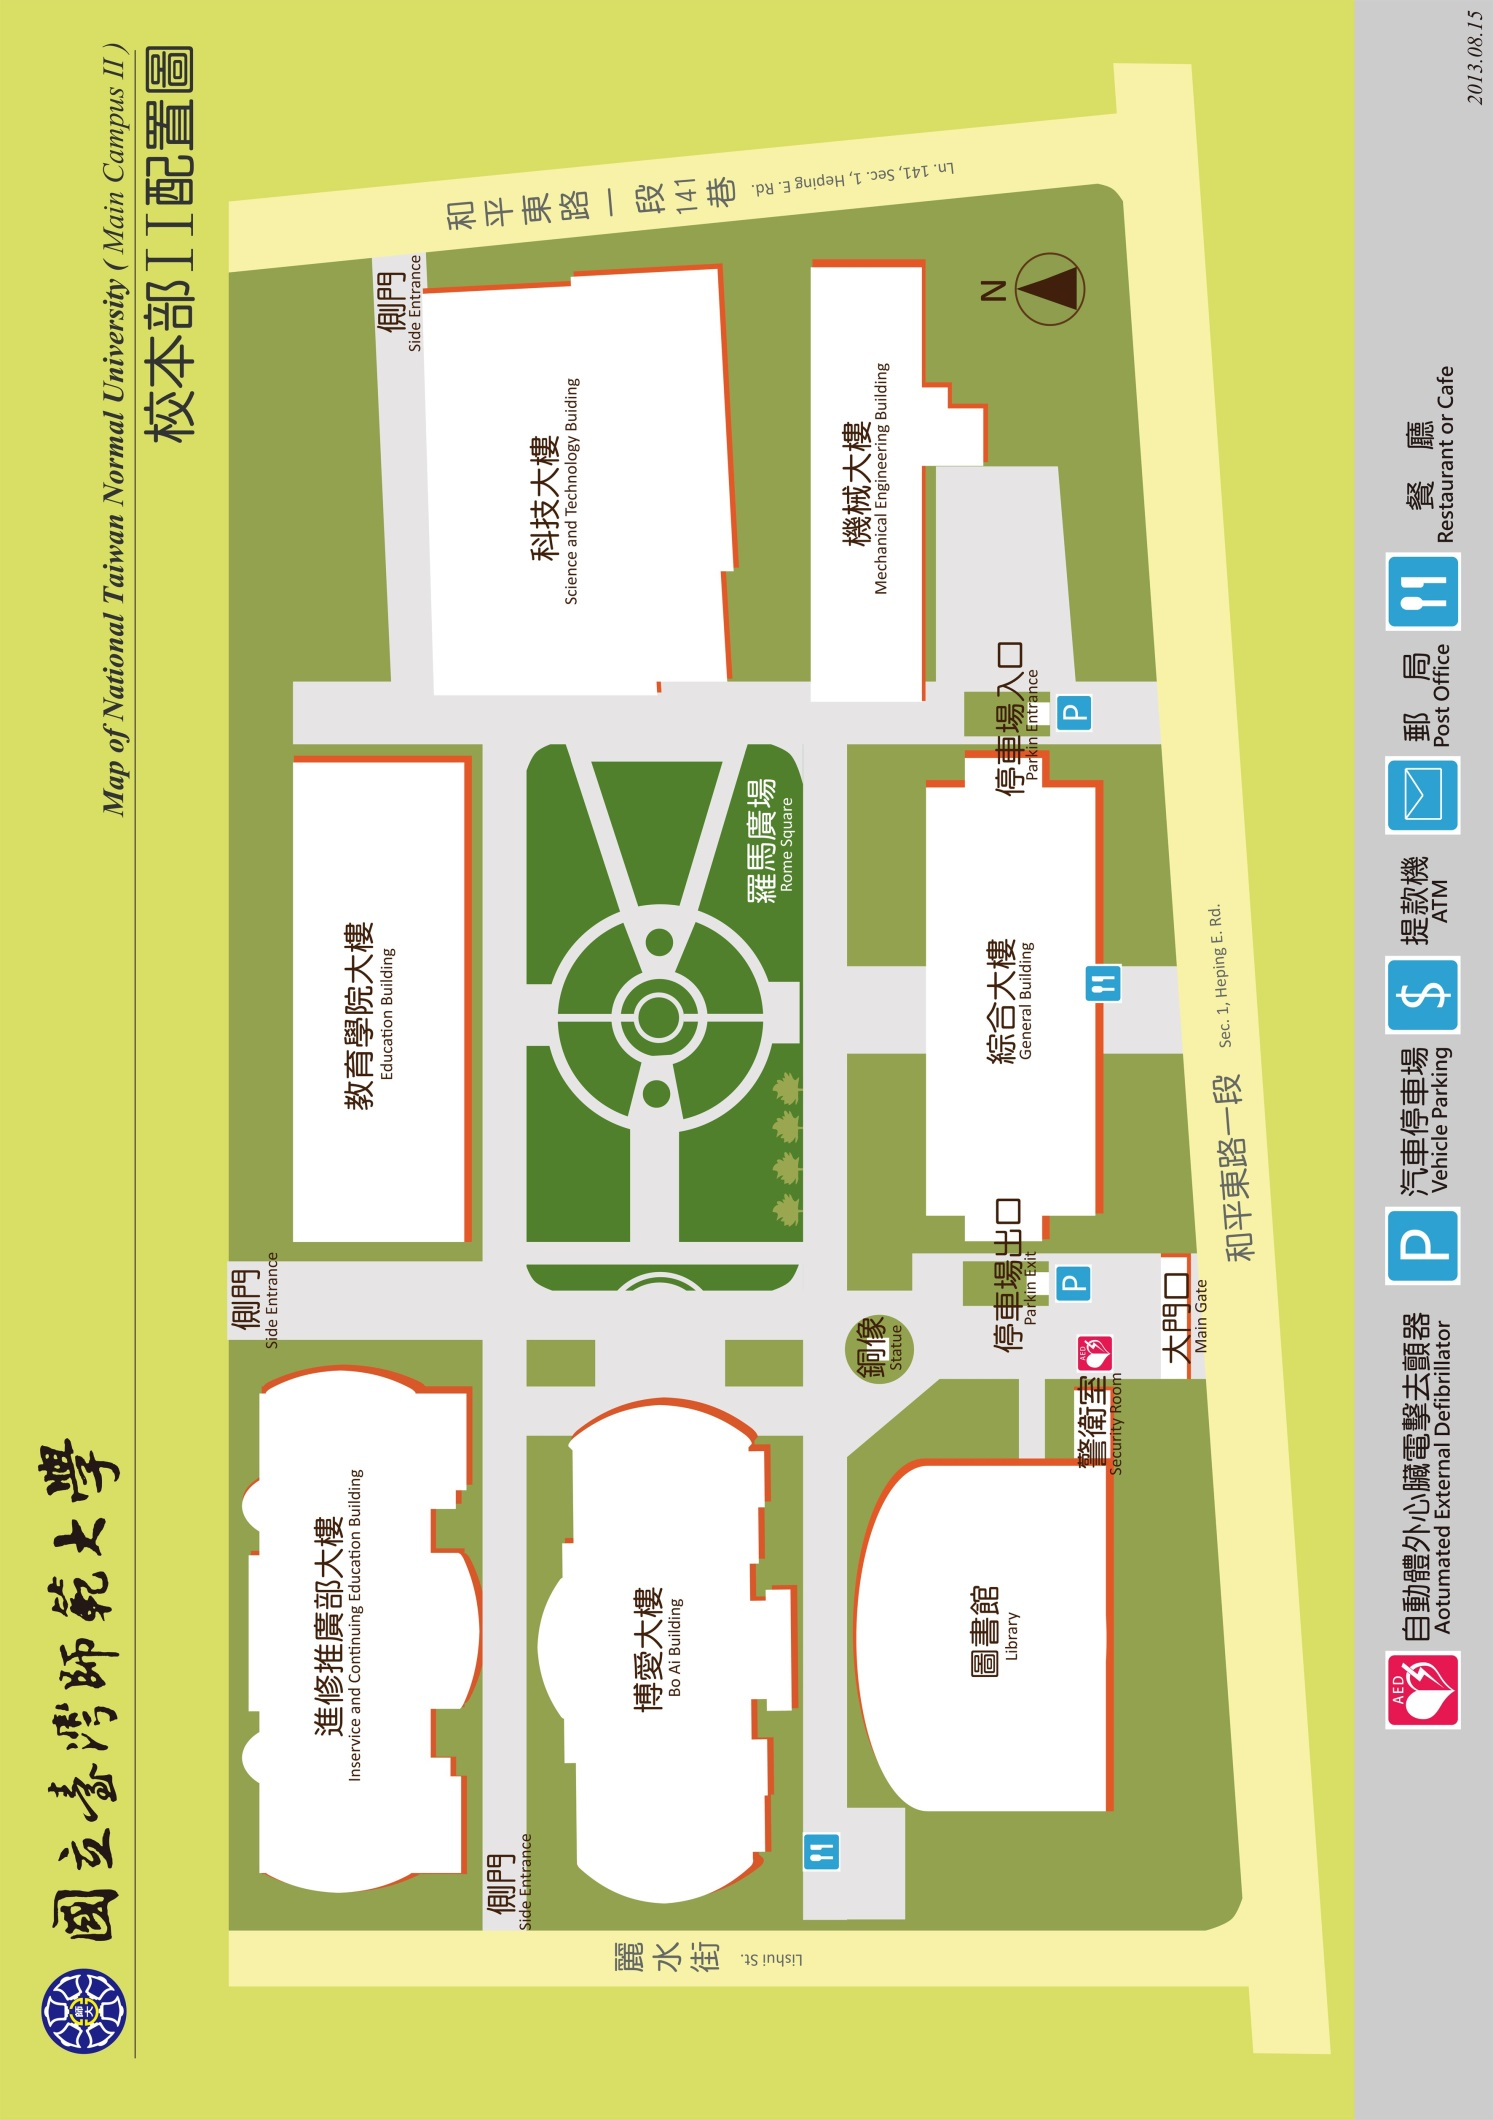 國立臺灣師範大學
Map of National Taiwan Normal University ( Main Campus II )
校本部II配置圖
側門
Side Entrance
側門
Side Entrance
側門
Side Entrance
進修推廣部大樓
Inservice and Continuing Education Building
教育學院大樓
Education Building
科技大樓
Science and Technology Buiding
博愛大樓
Bo Ai Building
羅馬廣場
Rome Square
機械大樓
Mechanical Engineering Building
圖書館
Library
銅像
Statue
綜合大樓
General Building
停車場出口
Parkin Exit
P
停車場入口
Parkin Entrance
P
警衛室
Security Room
AED
大門口
Main Gate
N
麗水街
Lishui St.
和平東路一段
Sec. 1, Heping E. Rd.
和平東路一段141巷
Ln. 141, Sec. 1, Heping E. Rd.
師大
AED
自動體外心臟電擊去顫器
Aotumated External Defibrillator
P
汽車停車場
Vehicle Parking
$
提款機
ATM
郵局
Post Office
餐廳
Restaurant or Cafe
2013.08.15